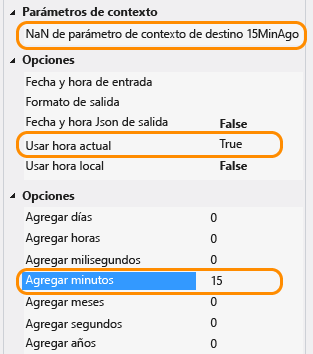 Parámetros de contexto
NaN de parámetro de contexto de destino 15MinAgo
Opciones
Fecha y hora de entrada
Formato de salida
Fecha y hora Json de salida False
Usar hora actual True
Usar hora local False
Opciones
Agregar días 0
Agregar horas 0
Agregar milisegundos 0
Agregar minutos 15
Agregar meses 0
Agregar segundos 0
Agregar años 0